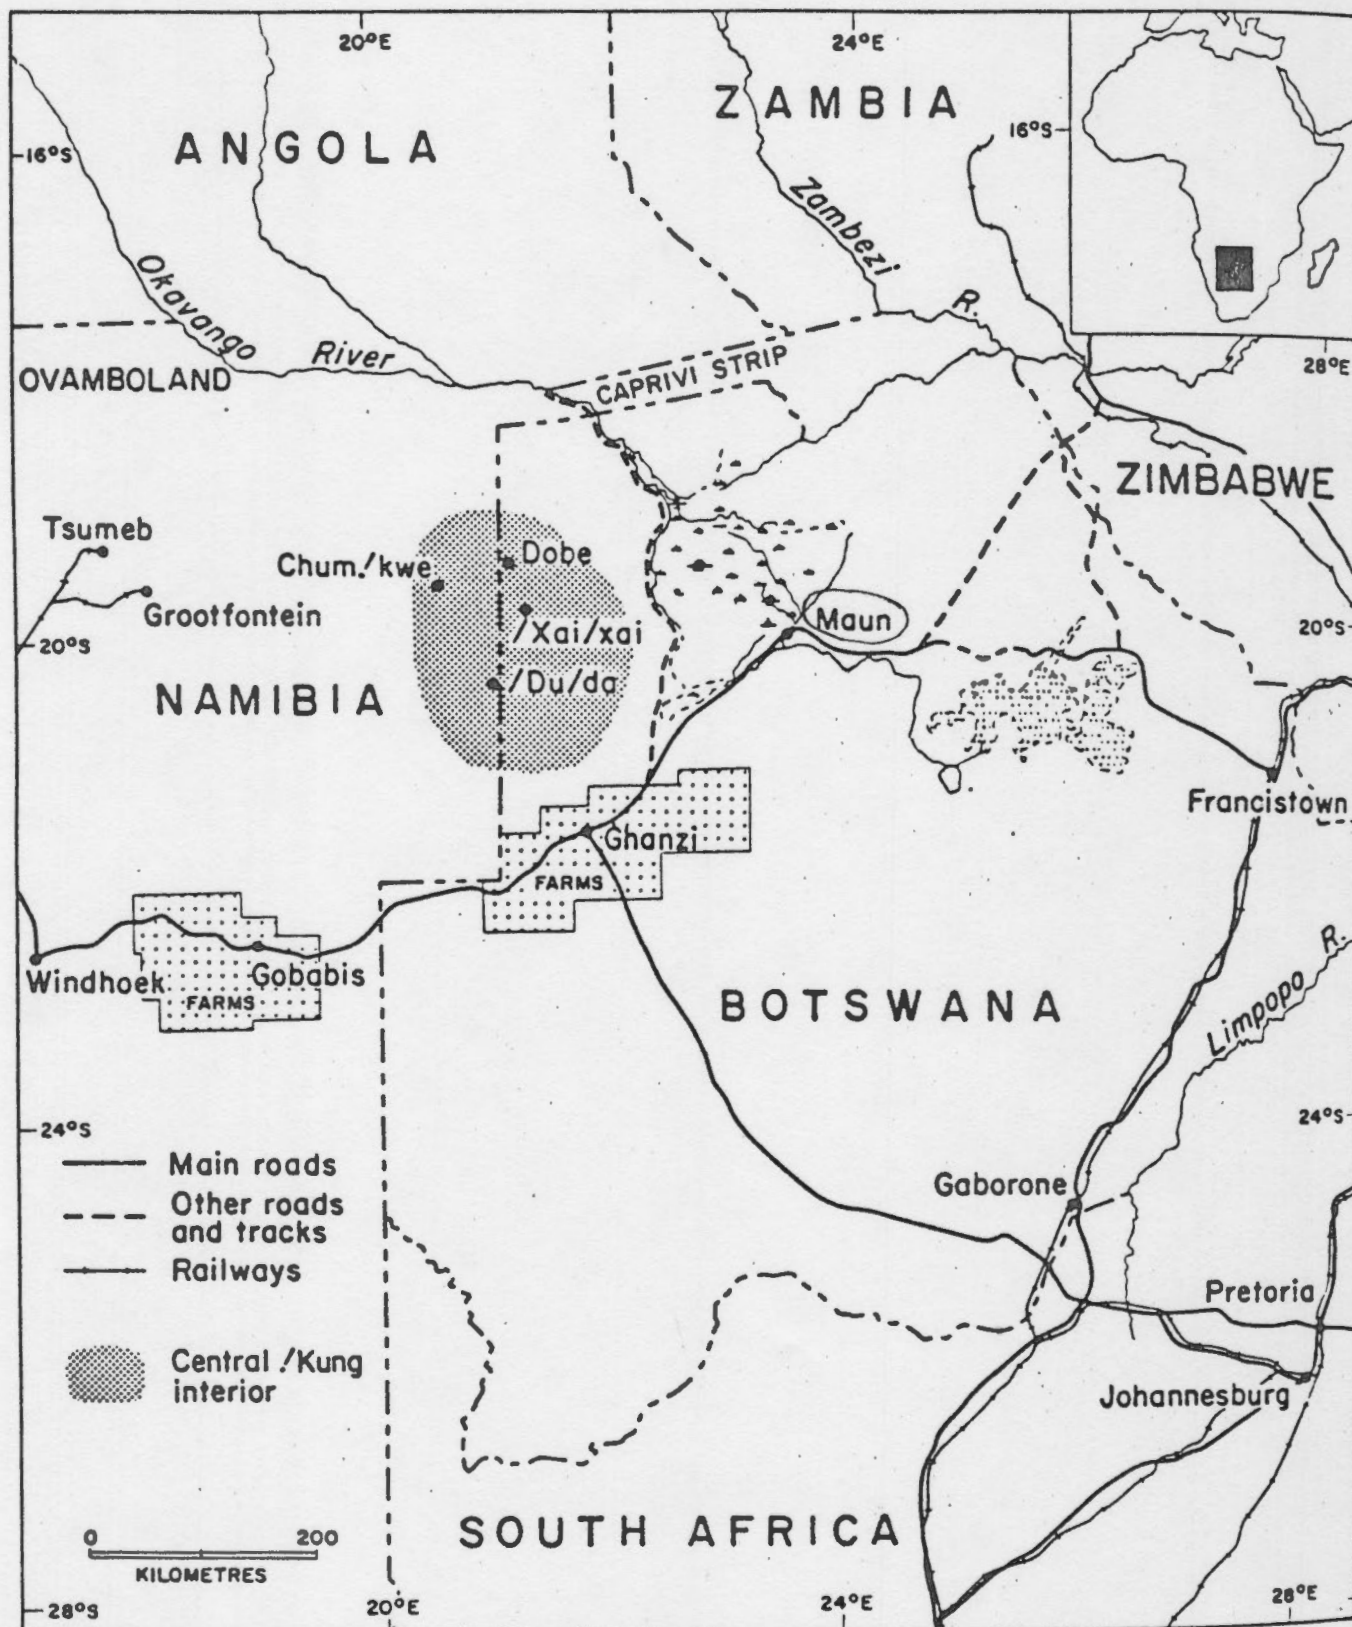 20°E
24°E
ZAMBIA
ANGOLA
16°S
16°S
Zambezi
R.
Okavango
River
OVAMBOLAND
CAPRIVI STRIP
28°E
ZIMBABWE
Tsumeb
Chum!/kwe
Dobe
Grootfontein
/Xai/xai
Maun
20°S
20°S
/Du/da
NAMIBIA
Francistown
Ghanzi
FARMS
Windhoek
Gobabis
FARMS
BOTSWANA
Limpopo R.
24°S
24°S
Main roads
Other roads
and tracks
Railways
Gaborone
Pretoria
Central !Kung
interior
Johannesburg
SOUTH AFRICA
0 200
KILOMETRES
28°S
20°E
24°E
28°E